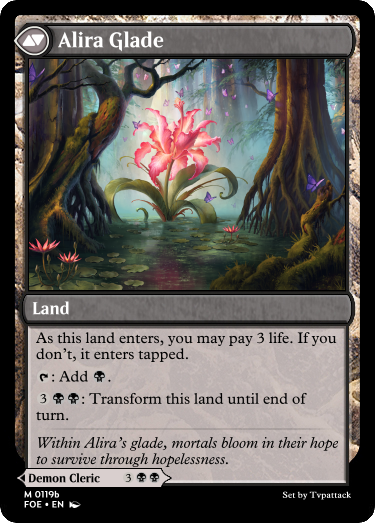 Alira Glade
Land
As this land enters, you may pay 3 life. If you
don't, it enters tapped.
: Add .
3 : Transform this land until end of
turn.
Within Alira's glade, mortals bloom in their hope
to survive through hopelessness.
Demon Cleric 3
M 0119b
FOE • EN Set by Tvpattack